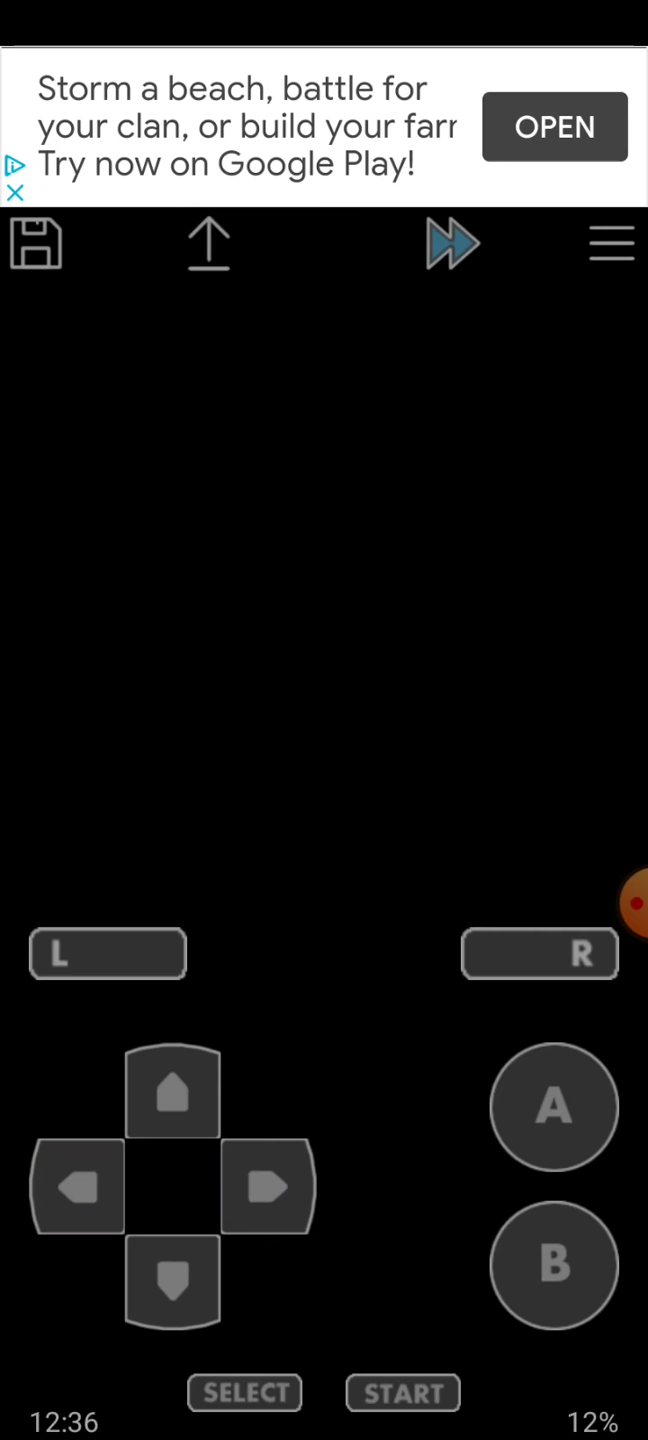 Storm a beach, battle for
your clan, or build your farr
Try now on Google Play!
OPEN
L
R
A
B
SELECT
START
12:36
12%